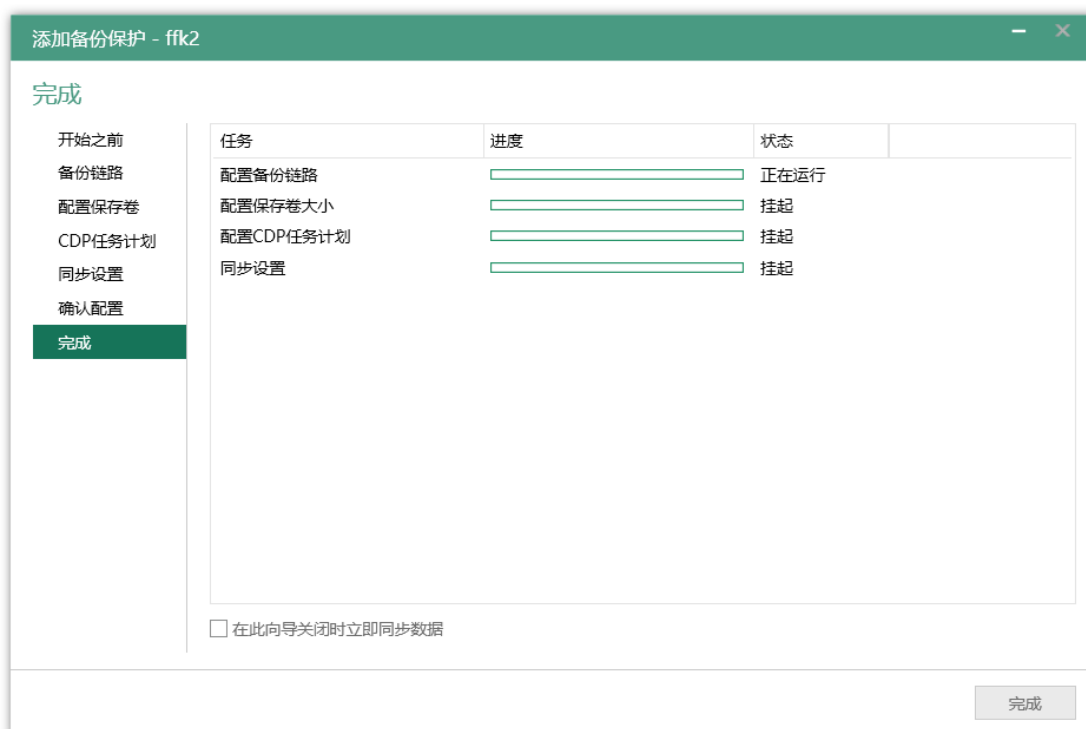 添加备份保护 - ffk2
完成
开始之前
备份链路
配置保存卷
CDP任务计划
同步设置
确认配置
完成
任务 进度 状态
配置备份链路 正在运行
配置保存卷大小 挂起
配置CDP任务计划 挂起
同步设置 挂起
在此向导关闭时立即同步数据
完成